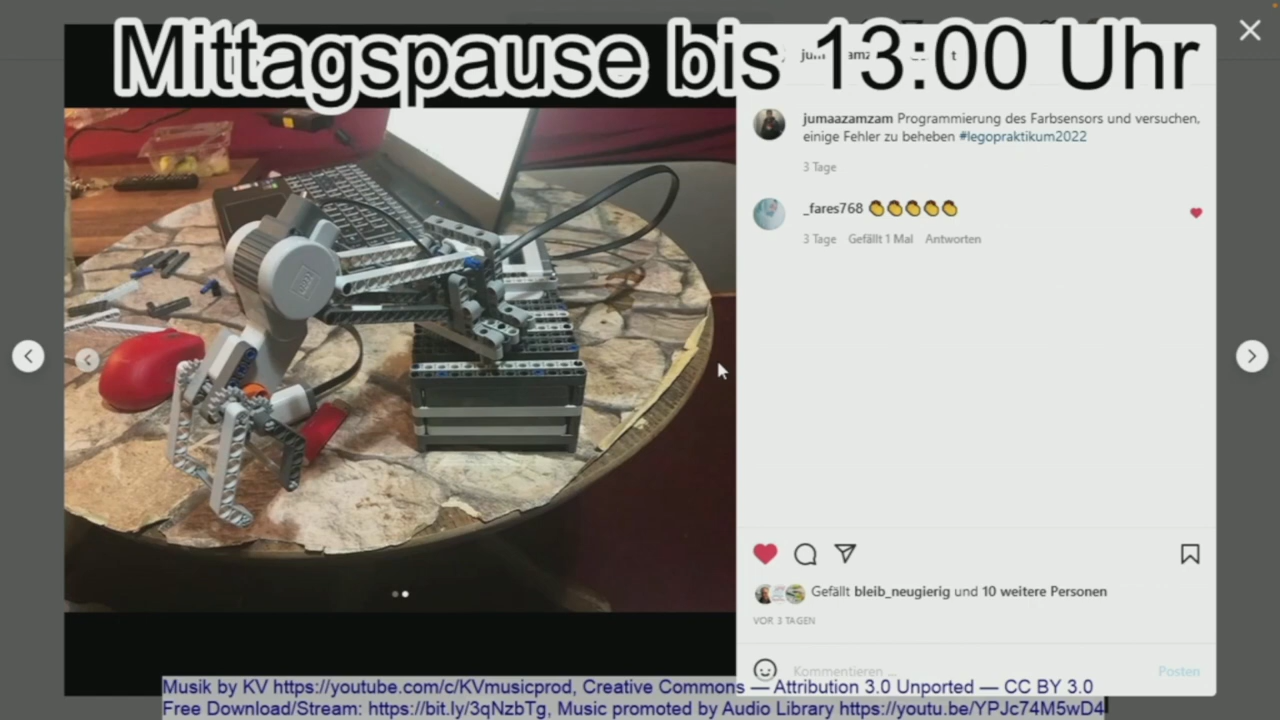 Mittagspause bis 13:00 Uhr
jumaazamzam Programmierung des Farbsensors und versuchen,
einige Fehler zu beheben #legopraktikum2022
3 Tage
_fares768 👏👏👏👏👏
3 Tage Gefällt 1 Mal Antworten
Gefällt bleib_neugierig und 10 weitere Personen
VOR 3 TAGEN
Kommentieren ...
Posten
Musik by KV https://youtube.com/c/KVmusicprod, Creative Commons — Attribution 3.0 Unported — CC BY 3.0
Free Download/Stream: https://bit.ly/3qNzbTg, Music promoted by Audio Library https://youtu.be/YPJc74M5wD4